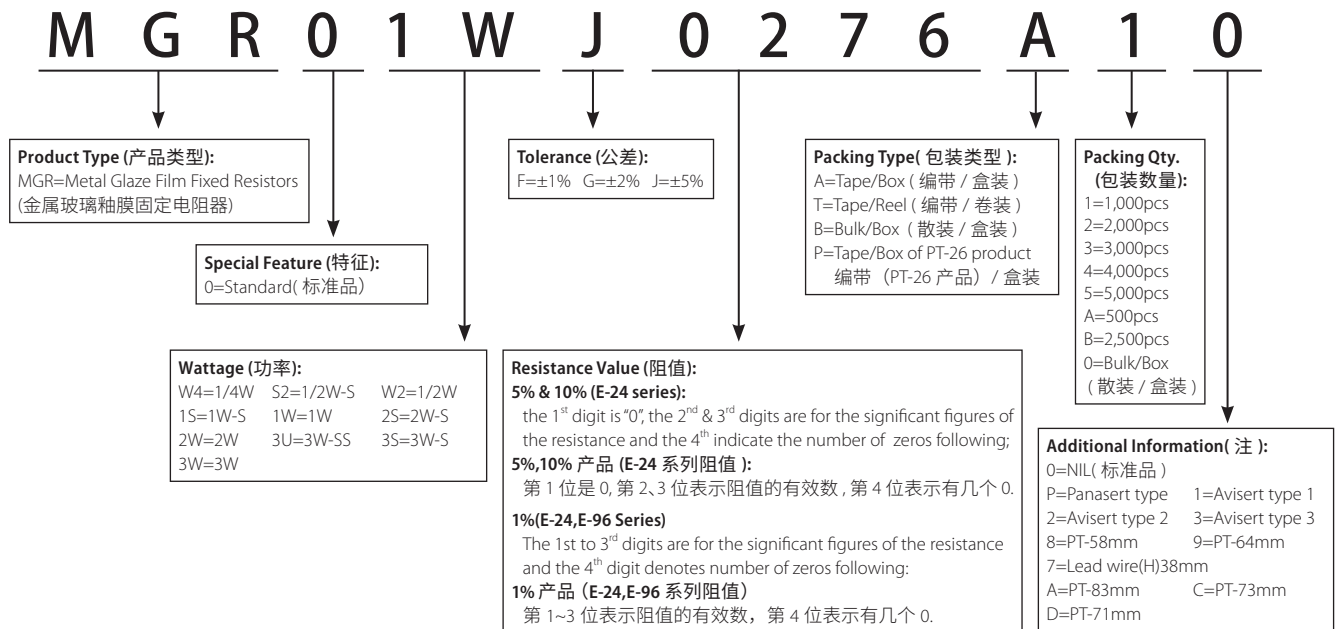 M G R 0 1 W J 0 2 7 6 A 1 0
Product Type (产品类型):
MGR=Metal Glaze Film Fixed Resistors
(金属玻璃釉膜固定电阻器)
Special Feature (特征):
0=Standard( 标准品)
Wattage (功率):
W4=1/4W S2=1/2W-S W2=1/2W
1S=1W-S 1W=1W 2S=2W-S
2W=2W 3U=3W-SS 3S=3W-S
3W=3W
Tolerance (公差):
F=±1% G=±2% J=±5%
Resistance Value (阻值):
5% & 10% (E-24 series):
the 1st digit is "0", the 2nd & 3rd digits are for the significant figures of
the resistance and the 4th indicate the number of zeros following;
5%,10% 产品 (E-24 系列阻值 ):
第 1 位是 0, 第 2、3 位表示阻值的有效数 , 第 4 位表示有几个 0.
1%(E-24,E-96 Series)
The 1st to 3rd digits are for the significant figures of the resistance
and the 4th digit denotes number of zeros following:
1% 产品（E-24,E-96 系列阻值）
第 1~3 位表示阻值的有效数，第 4 位表示有几个 0.
Packing Type( 包装类型 ):
A=Tape/Box ( 编带 / 盒装 )
T=Tape/Reel ( 编带 / 卷装 )
B=Bulk/Box ( 散装 / 盒装 )
P=Tape/Box of PT-26 product
编带（PT-26 产品）/ 盒装
Packing Qty.
(包装数量):
1=1,000pcs
2=2,000pcs
3=3,000pcs
4=4,000pcs
5=5,000pcs
A=500pcs
B=2,500pcs
0=Bulk/Box
( 散装 / 盒装 )
Additional Information( 注 ):
0=NIL( 标准品 )
P=Panasert type 1=Avisert type 1
2=Avisert type 2 3=Avisert type 3
8=PT-58mm 9=PT-64mm
7=Lead wire(H)38mm
A=PT-83mm C=PT-73mm
D=PT-71mm